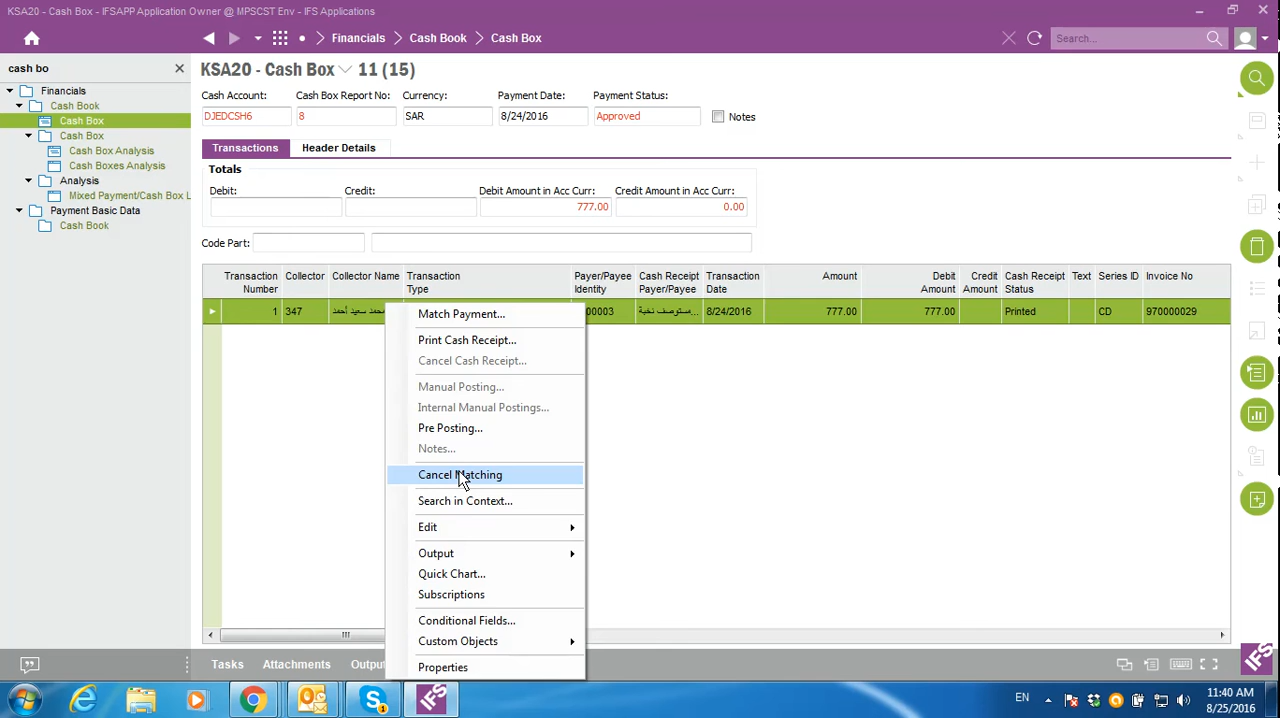 KSA20 - Cash Box - IFSAPP Application Owner @ MPSCST Env - IFS Applications
Financials Cash Book Cash Box
Search...
cash bo
Financials
Cash Book
Cash Box
Cash Box
Cash Box Analysis
Cash Boxes Analysis
Analysis
Mixed Payment/Cash Box L
Payment Basic Data
Cash Book
KSA20 - Cash Box 11 (15)
Cash Account: Cash Box Report No: Currency: Payment Date: Payment Status:
DJEDCSH6 8 SAR 8/24/2016 Approved Notes
Transactions Header Details
Totals
Debit: Credit: Debit Amount in Acc Curr: Credit Amount in Acc Curr:
777.00 0.00
Code Part:
Transaction Number Collector Collector Name Transaction Type Payer/Payee Identity Cash Receipt Payer/Payee Transaction Date Amount Debit Amount Credit Amount Cash Receipt Status Text Series ID Invoice No
1 347 محمد سعيد أحمد 00003 مستوصف نخبة... 8/24/2016 777.00 777.00 Printed CD 970000029
Match Payment...
Print Cash Receipt...
Cancel Cash Receipt...
Manual Posting...
Internal Manual Postings...
Pre Posting...
Notes...
Cancel Matching
Search in Context...
Edit
Output
Quick Chart...
Subscriptions
Conditional Fields...
Custom Objects
Properties
Tasks Attachments Output
IFS
IFS
EN
11:40 AM
8/25/2016